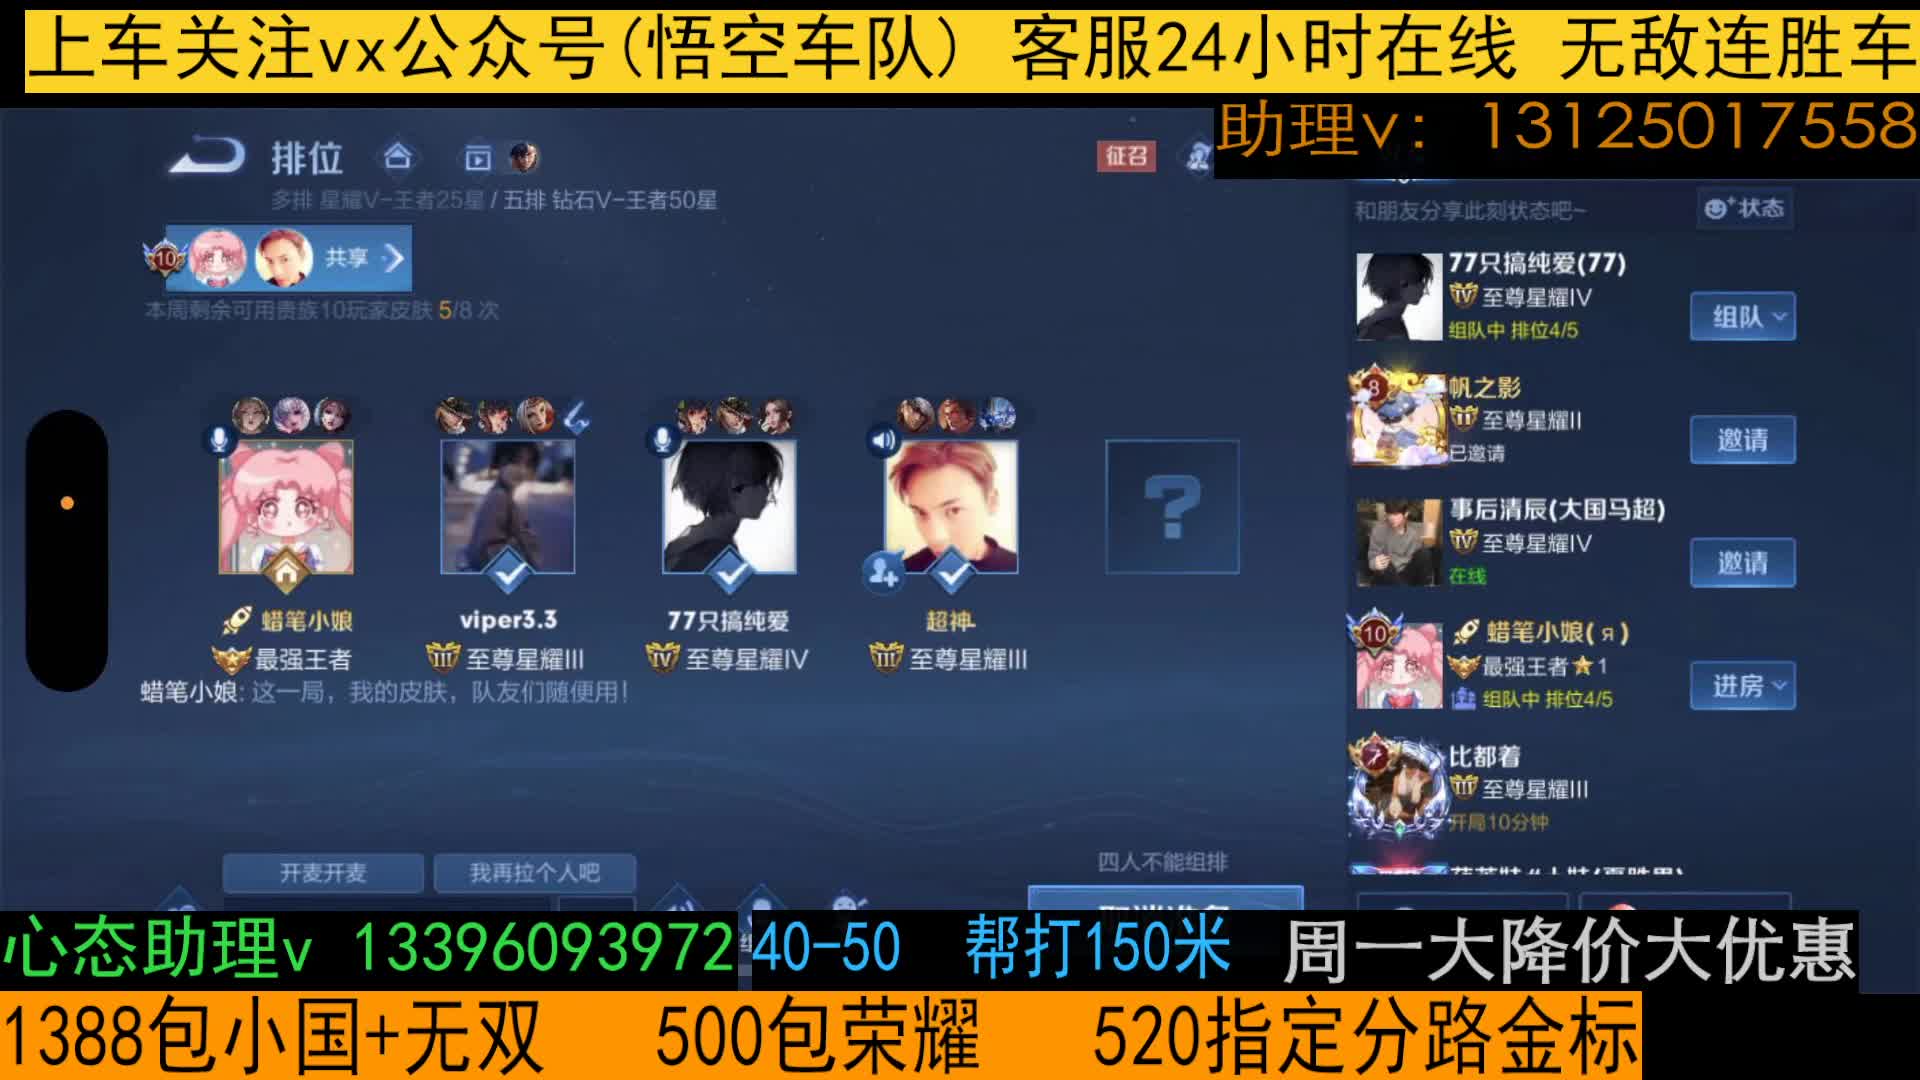 上车关注vx公众号(悟空车队) 客服24小时在线 无敌连胜车
助理v: 13125017558
排位
征召
多排 星耀V-王者25星 / 五排 钻石V-王者50星
10 共享
本周剩余可用贵族10玩家皮肤 5/8 次
和朋友分享此刻状态吧~
状态
77只搞纯爱(77)
IV 至尊星耀IV
组队中 排位4/5
组队
8
帆之影
II 至尊星耀II
已邀请
邀请
事后清辰(大国马超)
IV 至尊星耀IV
在线
邀请
10
蜡笔小娘(я)
最强王者★1
组队中 排位4/5
进房
7
比都着
III 至尊星耀III
开局10分钟
?
蜡笔小娘
最强王者
viper3.3
III 至尊星耀III
77只搞纯爱
IV 至尊星耀IV
超神-
III 至尊星耀III
蜡笔小娘: 这一局，我的皮肤，队友们随便用！
开麦开麦
我再拉个人吧
四人不能组排
心态助理v 13396093972
40-50 帮打150米
周一大降价大优惠
1388包小国+无双 500包荣耀 520指定分路金标